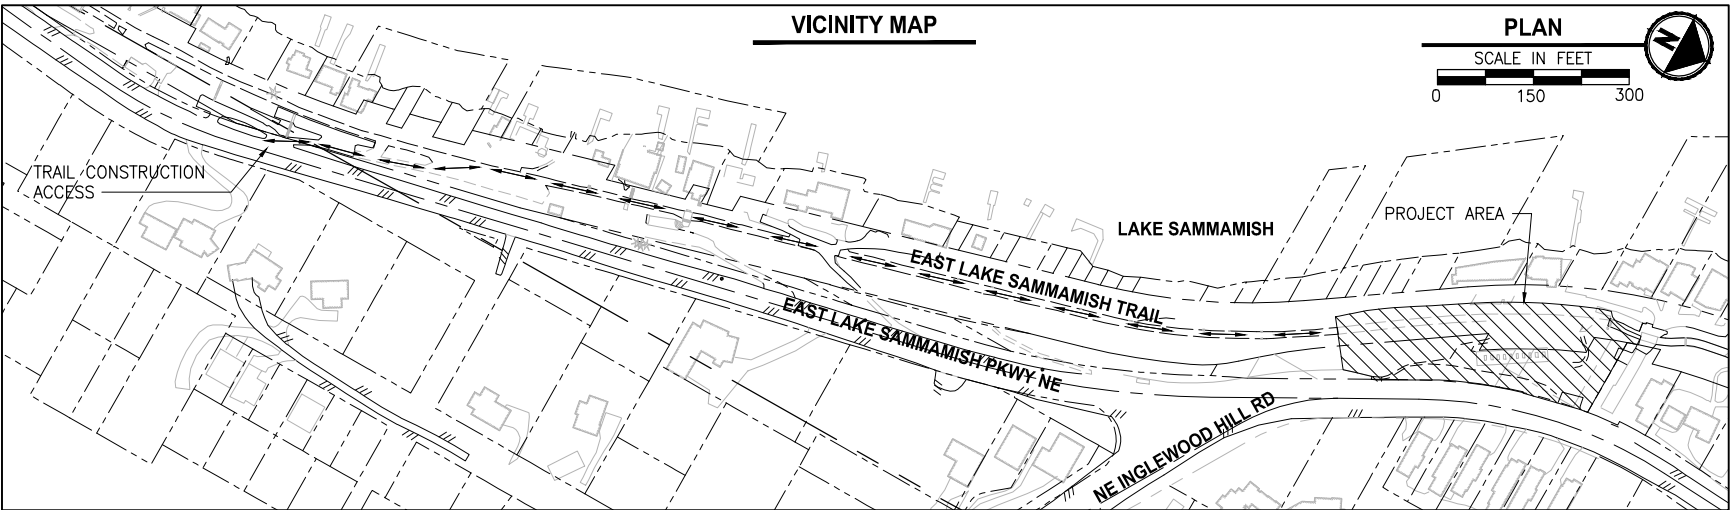 VICINITY MAP
PLAN
N
SCALE IN FEET
0 150 300
TRAIL CONSTRUCTION
ACCESS
PROJECT AREA
LAKE SAMMAMISH
EAST LAKE SAMMAMISH TRAIL
EAST LAKE SAMMAMISH PKWY NE
NE INGLEWOOD HILL RD